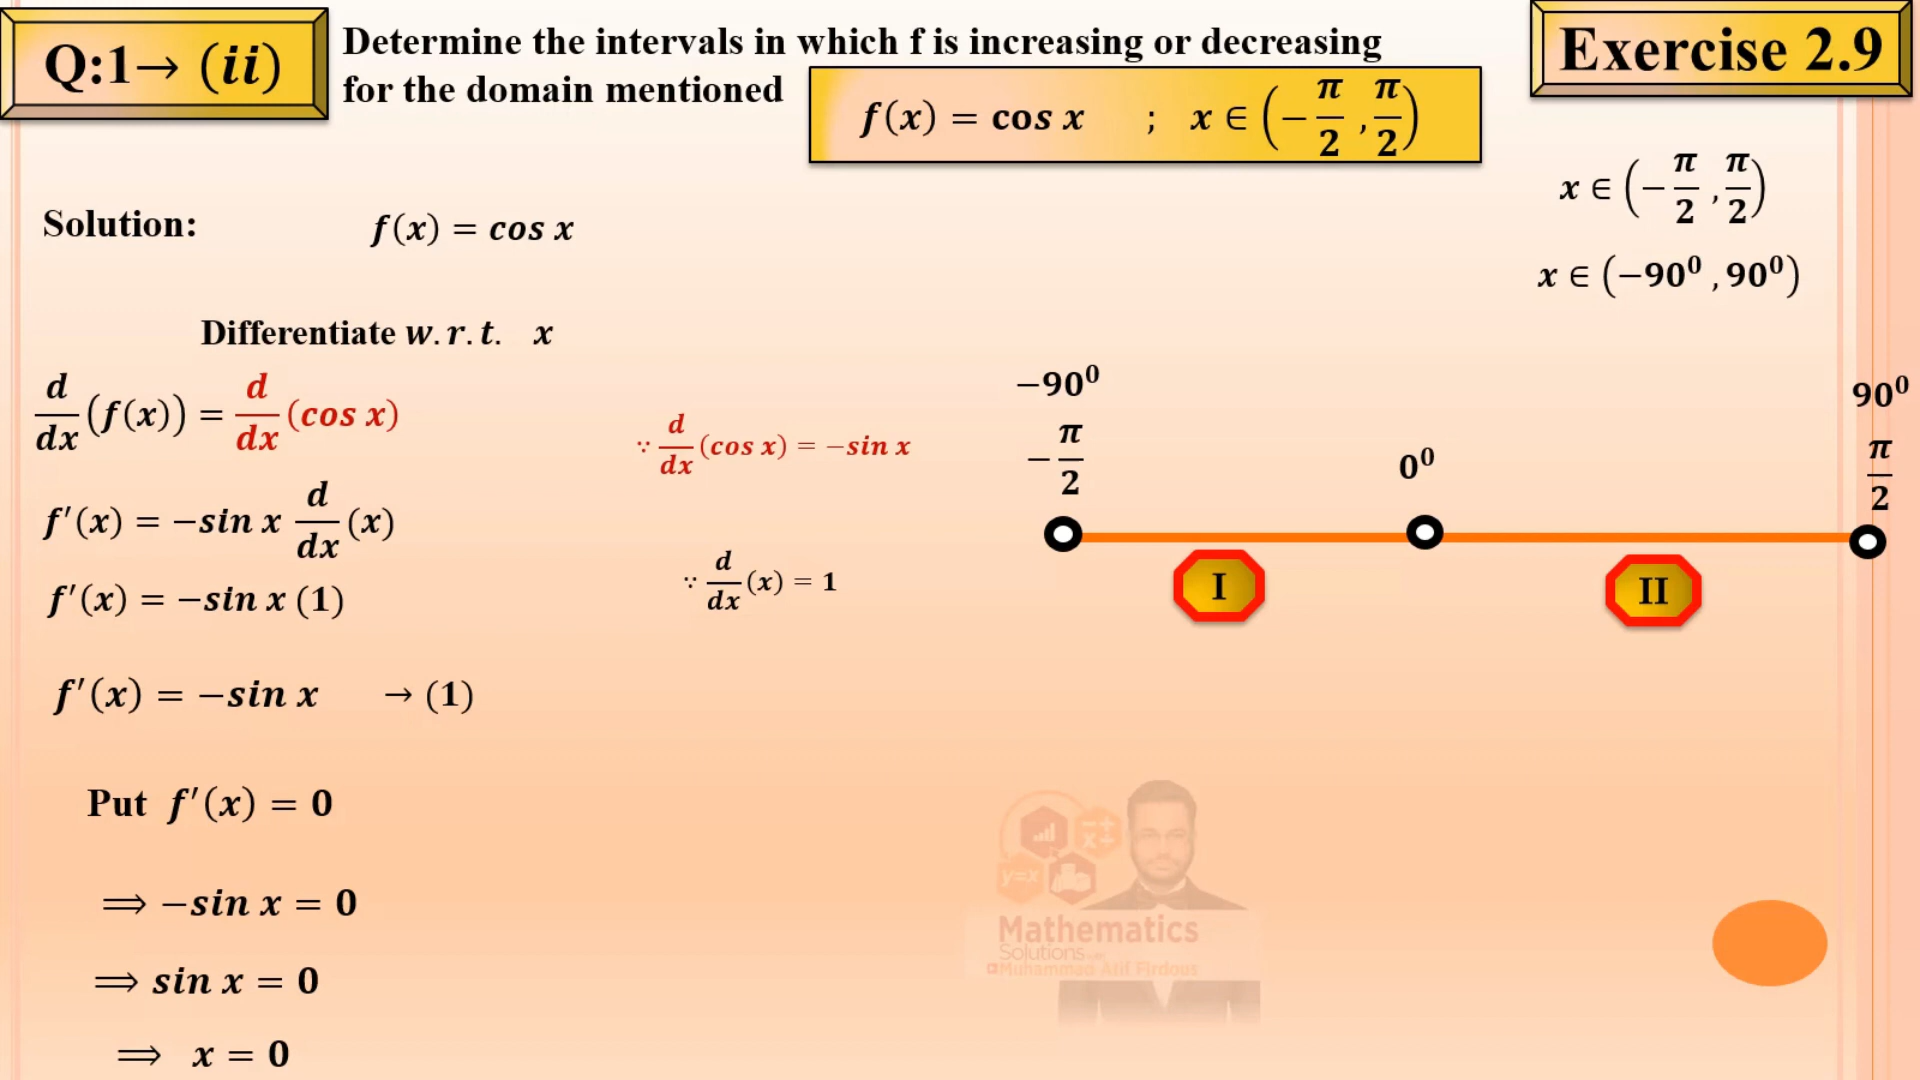 Q:1→ (ii)
Determine the intervals in which f is increasing or decreasing
for the domain mentioned
f(x) = cos x ; x ∈ (−π/2 , π/2)
Exercise 2.9
x ∈ (−π/2 , π/2)
x ∈ (−90⁰ , 90⁰)
Solution: f(x) = cos x
Differentiate w.r.t. x
d/dx (f(x)) = d/dx (cos x)
∵ d/dx (cos x) = −sin x
f′(x) = −sin x d/dx (x)
∵ d/dx (x) = 1
f′(x) = −sin x (1)
f′(x) = −sin x → (1)
Put f′(x) = 0
⟹ −sin x = 0
⟹ sin x = 0
⟹ x = 0
−90⁰
−π/2
0⁰
90⁰
π/2
I
II
y=x
Mathematics
Solutions
Muhammad Arif Firdous